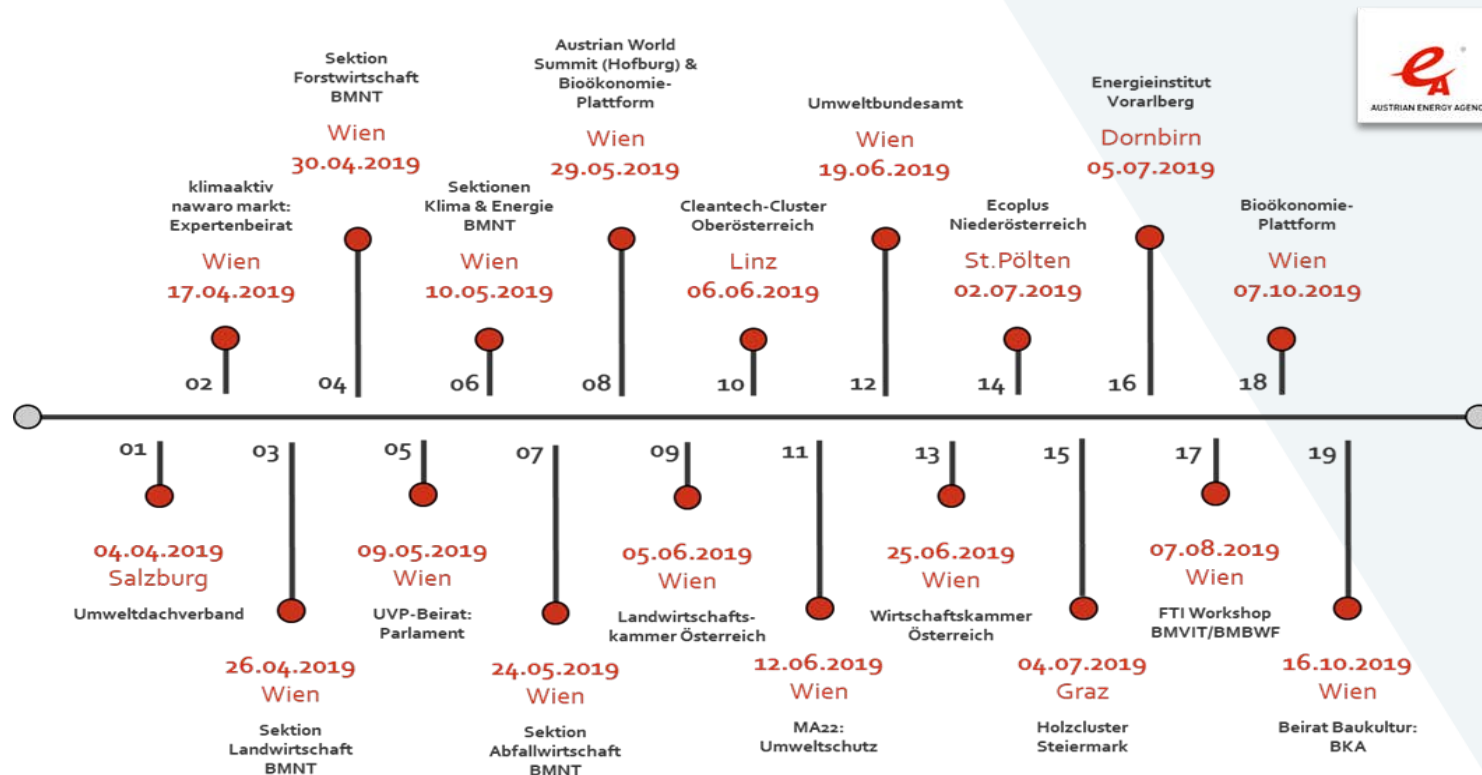 AUSTRIAN ENERGY AGENC
01
04.04.2019
Salzburg
Umweltdachverband
klimaaktiv
nawaro markt:
Expertenbeirat
Wien
17.04.2019
02
03
26.04.2019
Wien
Sektion
Landwirtschaft
BMNT
Sektion
Forstwirtschaft
BMNT
Wien
30.04.2019
04
05
09.05.2019
Wien
UVP-Beirat:
Parlament
Sektionen
Klima & Energie
BMNT
Wien
10.05.2019
06
07
24.05.2019
Wien
Sektion
Abfallwirtschaft
BMNT
Austrian World
Summit (Hofburg) &
Bioökonomie-
Plattform
Wien
29.05.2019
08
09
05.06.2019
Wien
Landwirtschafts-
kammer Österreich
Cleantech-Cluster
Oberösterreich
Linz
06.06.2019
10
11
12.06.2019
Wien
MA22:
Umweltschutz
Umweltbundesamt
Wien
19.06.2019
12
13
25.06.2019
Wien
Wirtschaftskammer
Österreich
Ecoplus
Niederösterreich
St.Pölten
02.07.2019
14
15
04.07.2019
Graz
Holzcluster
Steiermark
Energieinstitut
Vorarlberg
Dornbirn
05.07.2019
16
17
07.08.2019
Wien
FTI Workshop
BMVIT/BMBWF
Bioökonomie-
Plattform
Wien
07.10.2019
18
19
16.10.2019
Wien
Beirat Baukultur:
BKA